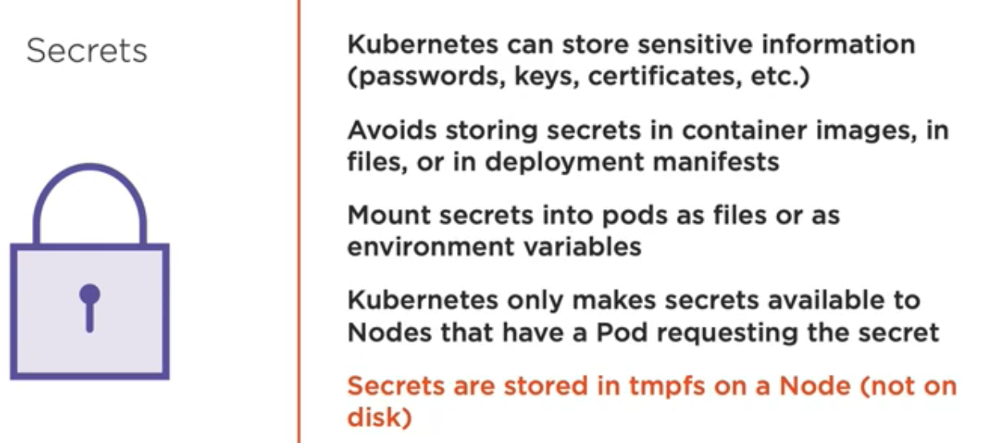 Secrets
Kubernetes can store sensitive information
(passwords, keys, certificates, etc.)
Avoids storing secrets in container images, in
files, or in deployment manifests
Mount secrets into pods as files or as
environment variables
Kubernetes only makes secrets available to
Nodes that have a Pod requesting the secret
Secrets are stored in tmpfs on a Node (not on
disk)